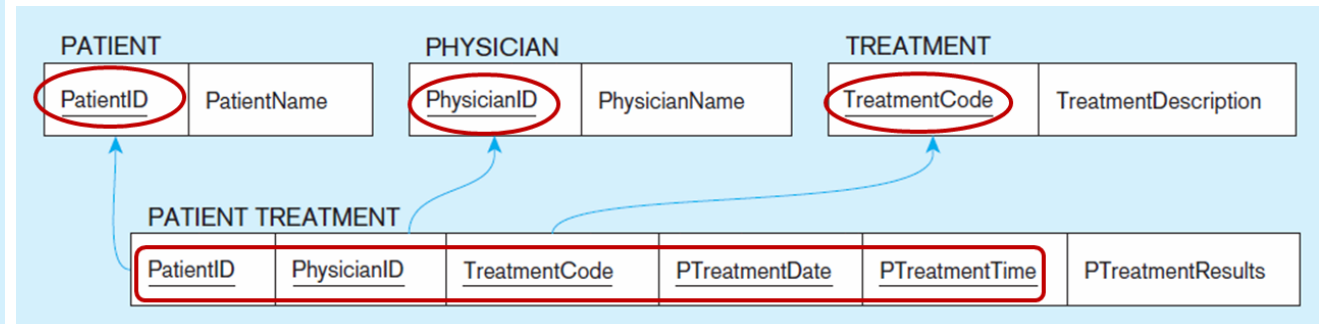 PATIENT PHYSICIAN TREATMENT
PatientID PatientName PhysicianID PhysicianName TreatmentCode TreatmentDescription
PATIENT TREATMENT
PatientID PhysicianID TreatmentCode PTreatmentDate PTreatmentTime PTreatmentResults